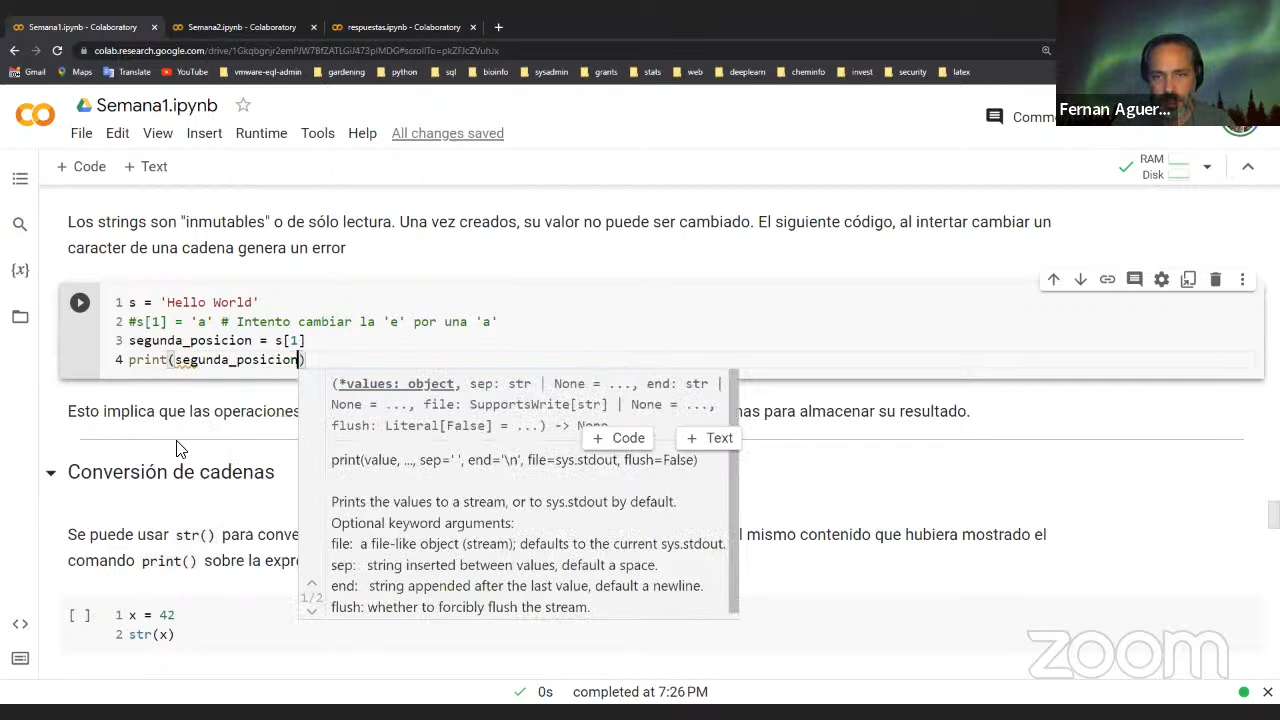 Semana1.ipynb - Colaboratory
Semana2.ipynb - Colaboratory
respuestas.ipynb - Colaboratory
Gmail
Maps
Translate
YouTube
vmware-eql-admin
gardening
python
sql
bioinfo
sysadmin
grants
stats
web
deeplearn
cheminfo
invest
security
latex
Fernan Aguer...
CO
Semana1.ipynb
File Edit View Insert Runtime Tools Help All changes saved
Comm
+ Code + Text
RAM
Disk
Los strings son "inmutables" o de sólo lectura. Una vez creados, su valor no puede ser cambiado. El siguiente código, al intertar cambiar un
caracter de una cadena genera un error
1 s = 'Hello World'
2 #s[1] = 'a' # Intento cambiar la 'e' por una 'a'
3 segunda_posicion = s[1]
4 print(segunda_posicion)
(*values: object, sep: str | None = ..., end: str |
None = ..., file: SupportsWrite[str] | None = ...,
flush: Literal[False] = ...) -> None
+ Code + Text
print(value, ..., sep=' ', end='\n', file=sys.stdout, flush=False)
Prints the values to a stream, or to sys.stdout by default.
Optional keyword arguments:
file: a file-like object (stream); defaults to the current sys.stdout.
sep: string inserted between values, default a space.
end: string appended after the last value, default a newline.
flush: whether to forcibly flush the stream.
1/2
Esto implica que las operaciones
nas para almacenar su resultado.
Conversión de cadenas
Se puede usar str() para conve
l mismo contenido que hubiera mostrado el
comando print() sobre la expre
[ ] 1 x = 42
2 str(x)
zoom
0s completed at 7:26 PM